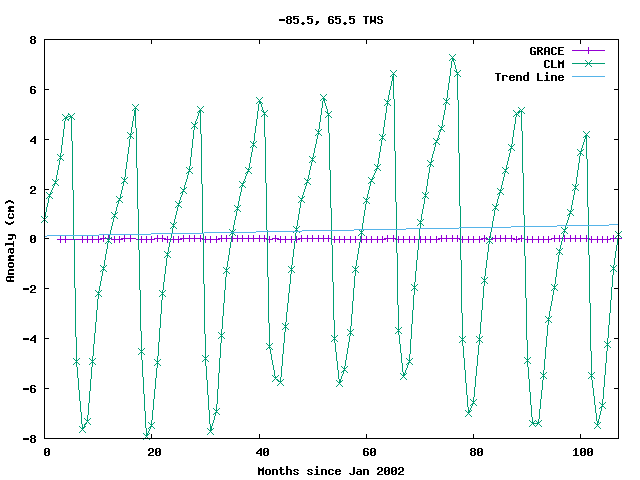 -85.5, 65.5 TWS
GRACE
CLM
Trend Line
8
6
4
2
0
-2
-4
-6
-8
Anomaly (cm)
0 20 40 60 80 100
Months since Jan 2002